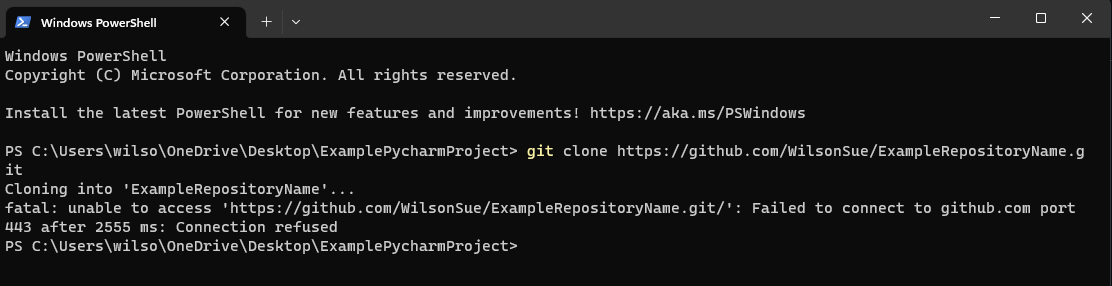 Windows PowerShell
Windows PowerShell
Copyright (C) Microsoft Corporation. All rights reserved.
Install the latest PowerShell for new features and improvements! https://aka.ms/PSWindows
PS C:\Users\wilso\OneDrive\Desktop\ExamplePycharmProject> git clone https://github.com/WilsonSue/ExampleRepositoryName.g
it
Cloning into 'ExampleRepositoryName'...
fatal: unable to access 'https://github.com/WilsonSue/ExampleRepositoryName.git/': Failed to connect to github.com port
443 after 2555 ms: Connection refused
PS C:\Users\wilso\OneDrive\Desktop\ExamplePycharmProject>